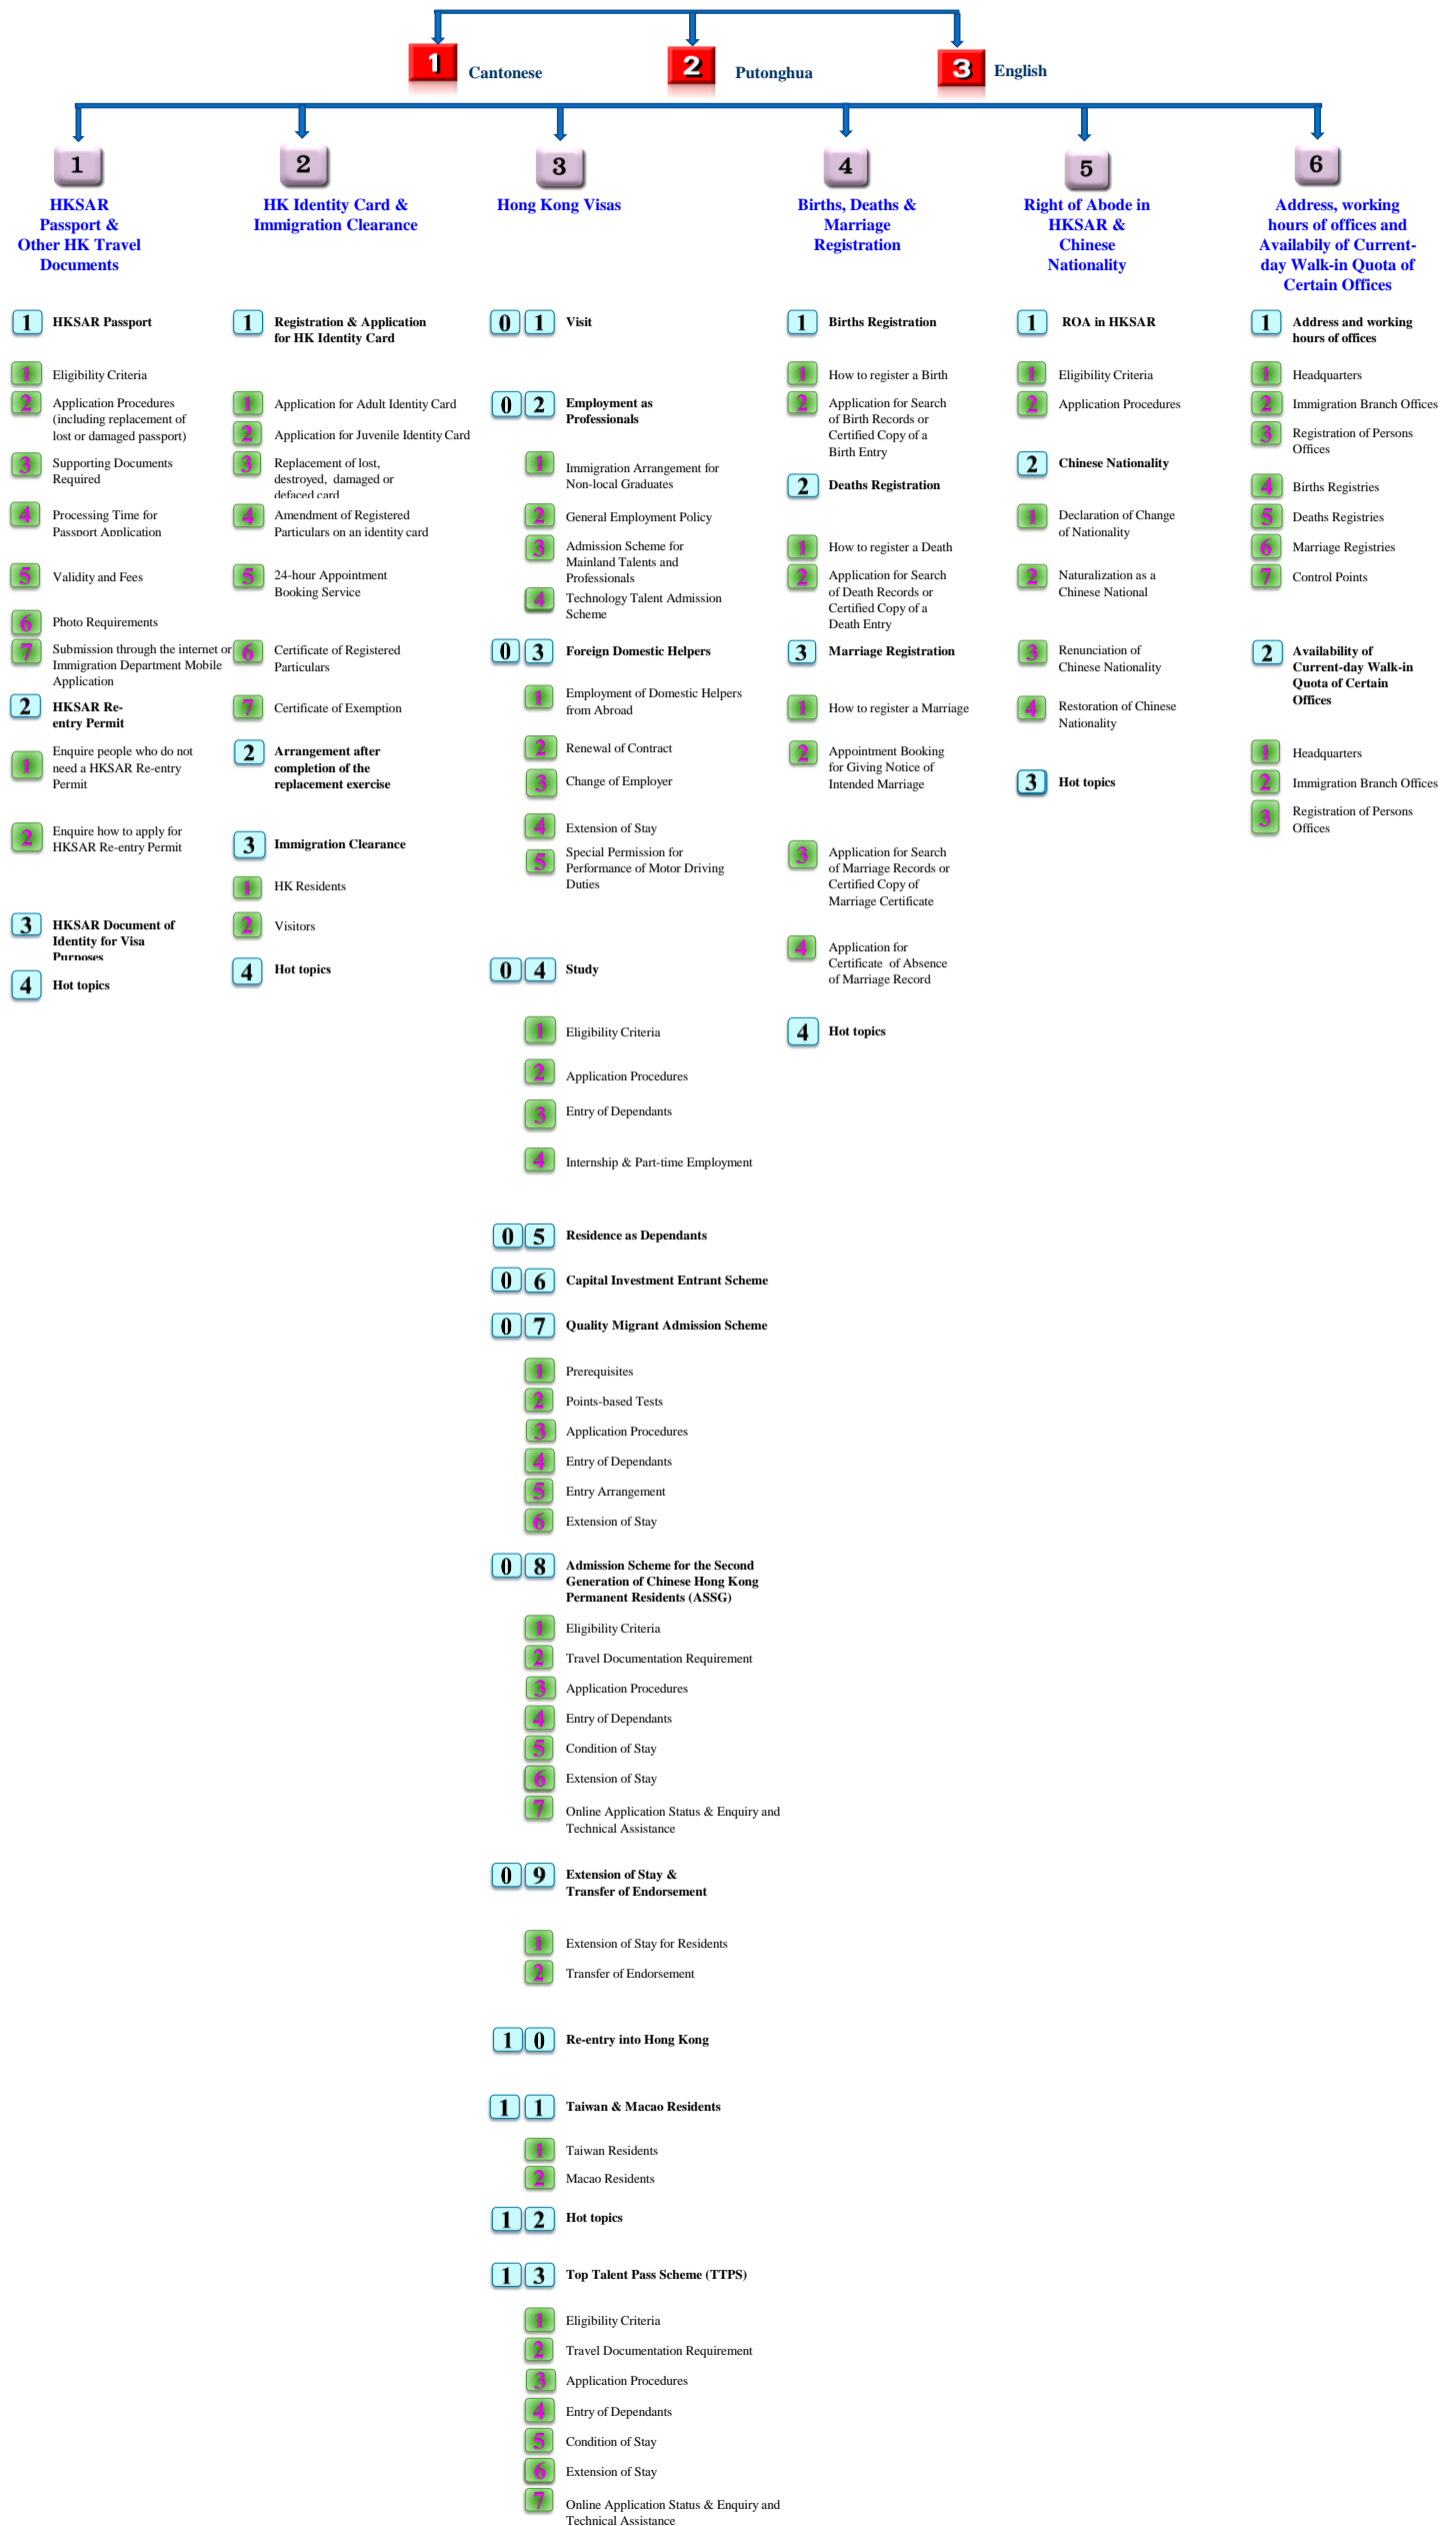 1 Cantonese
2 Putonghua
3 English
1
HKSAR
Passport &
Other HK Travel
Documents
1 HKSAR Passport
1 Eligibility Criteria
2 Application Procedures
(including replacement of
lost or damaged passport)
3 Supporting Documents
Required
4 Processing Time for
Passport Application
5 Validity and Fees
6 Photo Requirements
7 Submission through the internet or
Immigration Department Mobile
Application
2 HKSAR Re-
entry Permit
1 Enquire people who do not
need a HKSAR Re-entry
Permit
2 Enquire how to apply for
HKSAR Re-entry Permit
3 HKSAR Document of
Identity for Visa
Purposes
4 Hot topics
2
HK Identity Card &
Immigration Clearance
1 Registration & Application
for HK Identity Card
1 Application for Adult Identity Card
2 Application for Juvenile Identity Card
3 Replacement of lost,
destroyed, damaged or
defaced card
4 Amendment of Registered
Particulars on an identity card
5 24-hour Appointment
Booking Service
6 Certificate of Registered
Particulars
7 Certificate of Exemption
2 Arrangement after
completion of the
replacement exercise
3 Immigration Clearance
1 HK Residents
2 Visitors
4 Hot topics
3
Hong Kong Visas
0 1 Visit
0 2 Employment as
Professionals
1 Immigration Arrangement for
Non-local Graduates
2 General Employment Policy
3 Admission Scheme for
Mainland Talents and
Professionals
4 Technology Talent Admission
Scheme
0 3 Foreign Domestic Helpers
1 Employment of Domestic Helpers
from Abroad
2 Renewal of Contract
3 Change of Employer
4 Extension of Stay
5 Special Permission for
Performance of Motor Driving
Duties
0 4 Study
1 Eligibility Criteria
2 Application Procedures
3 Entry of Dependants
4 Internship & Part-time Employment
0 5 Residence as Dependants
0 6 Capital Investment Entrant Scheme
0 7 Quality Migrant Admission Scheme
1 Prerequisites
2 Points-based Tests
3 Application Procedures
4 Entry of Dependants
5 Entry Arrangement
6 Extension of Stay
0 8 Admission Scheme for the Second
Generation of Chinese Hong Kong
Permanent Residents (ASSG)
1 Eligibility Criteria
2 Travel Documentation Requirement
3 Application Procedures
4 Entry of Dependants
5 Condition of Stay
6 Extension of Stay
7 Online Application Status & Enquiry and
Technical Assistance
0 9 Extension of Stay &
Transfer of Endorsement
1 Extension of Stay for Residents
2 Transfer of Endorsement
1 0 Re-entry into Hong Kong
1 1 Taiwan & Macao Residents
1 Taiwan Residents
2 Macao Residents
1 2 Hot topics
1 3 Top Talent Pass Scheme (TTPS)
1 Eligibility Criteria
2 Travel Documentation Requirement
3 Application Procedures
4 Entry of Dependants
5 Condition of Stay
6 Extension of Stay
7 Online Application Status & Enquiry and
Technical Assistance
4
Births, Deaths &
Marriage
Registration
1 Births Registration
1 How to register a Birth
2 Application for Search
of Birth Records or
Certified Copy of a
Birth Entry
2 Deaths Registration
1 How to register a Death
2 Application for Search
of Death Records or
Certified Copy of a
Death Entry
3 Marriage Registration
1 How to register a Marriage
2 Appointment Booking
for Giving Notice of
Intended Marriage
3 Application for Search
of Marriage Records or
Certified Copy of
Marriage Certificate
4 Application for
Certificate of Absence
of Marriage Record
4 Hot topics
5
Right of Abode in
HKSAR &
Chinese
Nationality
1 ROA in HKSAR
1 Eligibility Criteria
2 Application Procedures
2 Chinese Nationality
1 Declaration of Change
of Nationality
2 Naturalization as a
Chinese National
3 Renunciation of
Chinese Nationality
4 Restoration of Chinese
Nationality
3 Hot topics
6
Address, working
hours of offices and
Availabily of Current-
day Walk-in Quota of
Certain Offices
1 Address and working
hours of offices
1 Headquarters
2 Immigration Branch Offices
3 Registration of Persons
Offices
4 Births Registries
5 Deaths Registries
6 Marriage Registries
7 Control Points
2 Availability of
Current-day Walk-in
Quota of Certain
Offices
1 Headquarters
2 Immigration Branch Offices
3 Registration of Persons
Offices